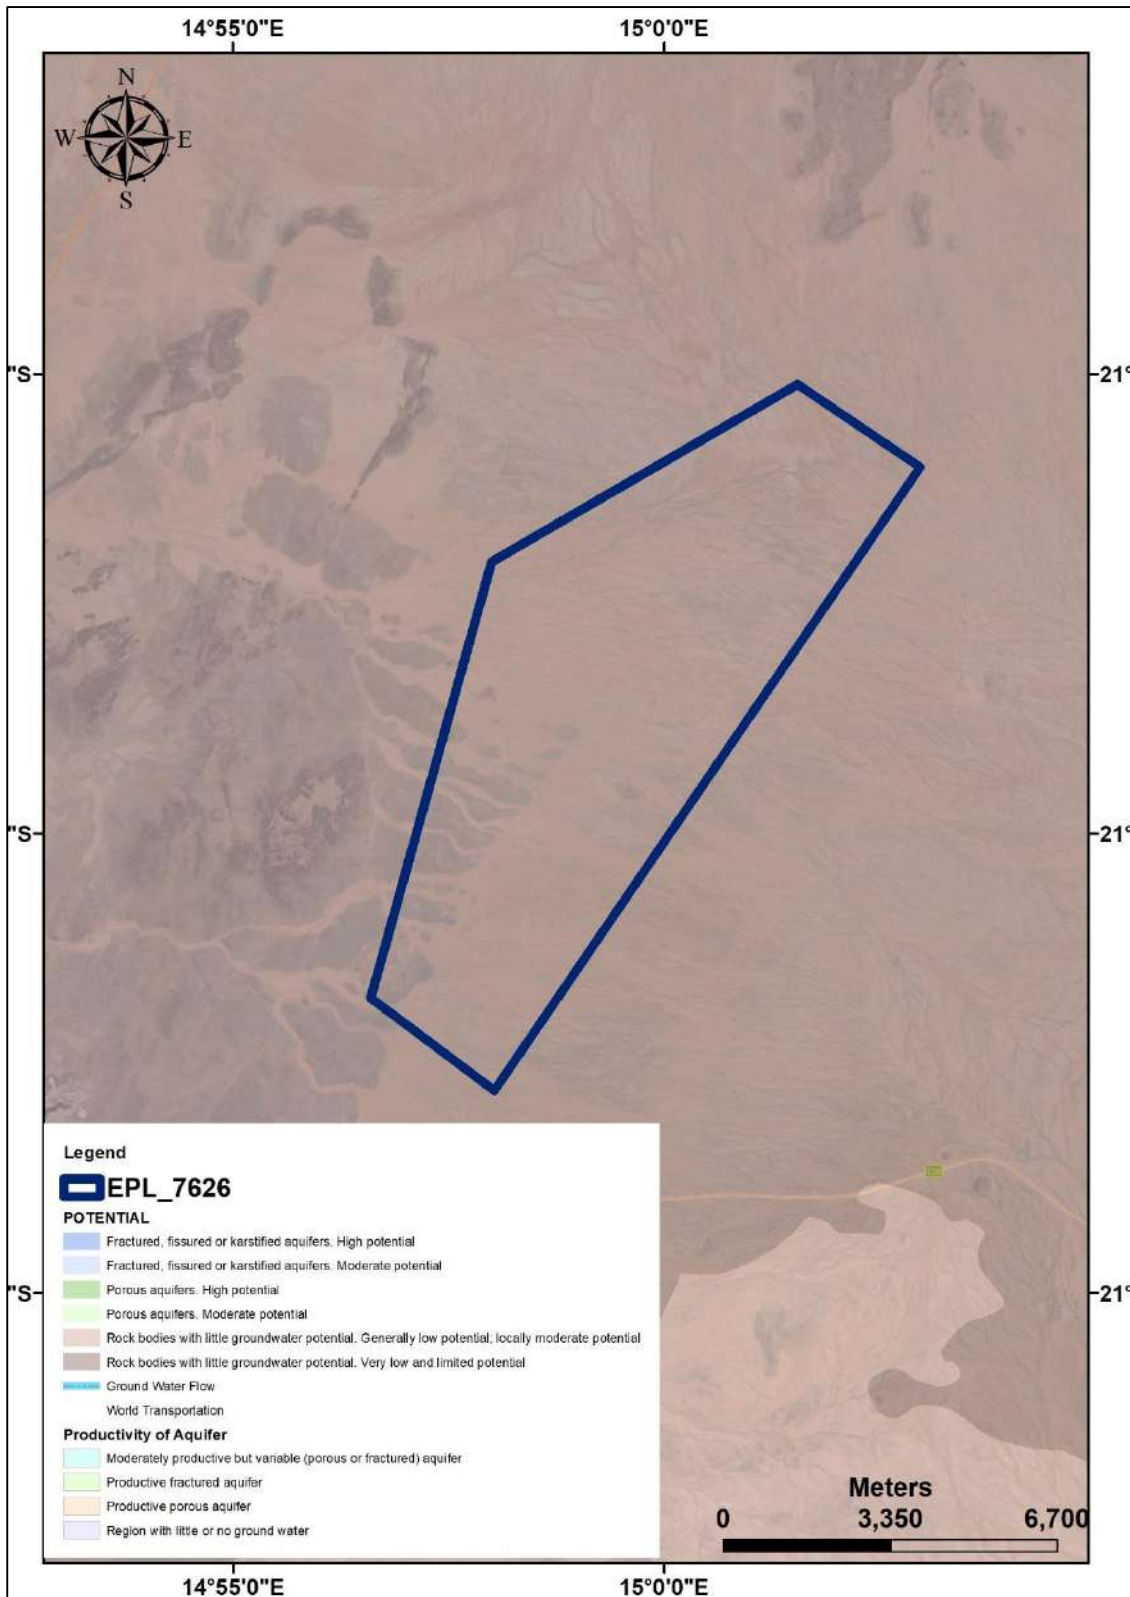 14°55'0"E 15°0'0"E
N
W E
S
"S 21°
"S 21°
"S 21°
Legend
EPL_7626
POTENTIAL
Fractured, fissured or karstified aquifers. High potential
Fractured, fissured or karstified aquifers. Moderate potential
Porous aquifers. High potential
Porous aquifers. Moderate potential
Rock bodies with little groundwater potential. Generally low potential; locally moderate potential
Rock bodies with little groundwater potential. Very low and limited potential
Ground Water Flow
World Transportation
Productivity of Aquifer
Moderately productive but variable (porous or fractured) aquifer
Productive fractured aquifer
Productive porous aquifer
Region with little or no ground water
Meters
0 3,350 6,700
14°55'0"E 15°0'0"E